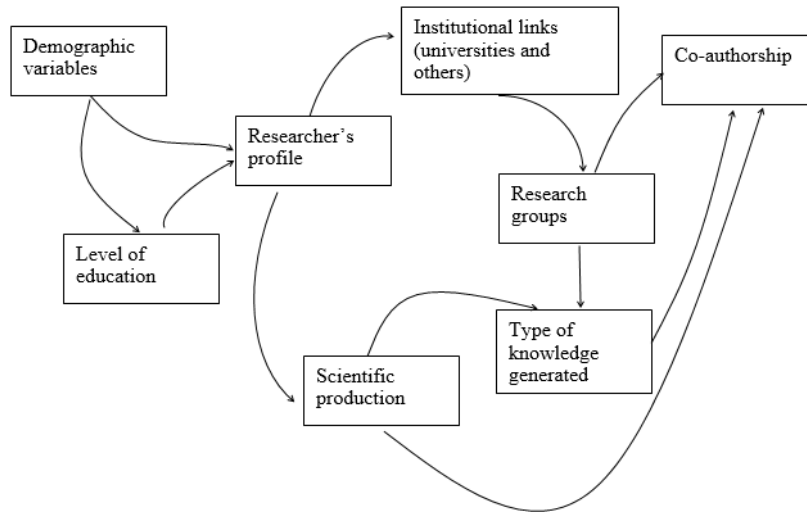 Demographic
variables
Institutional links
(universities and
others)
Co-authorship
Researcher's
profile
Research
groups
Level of
education
Type of
knowledge
generated
Scientific
production